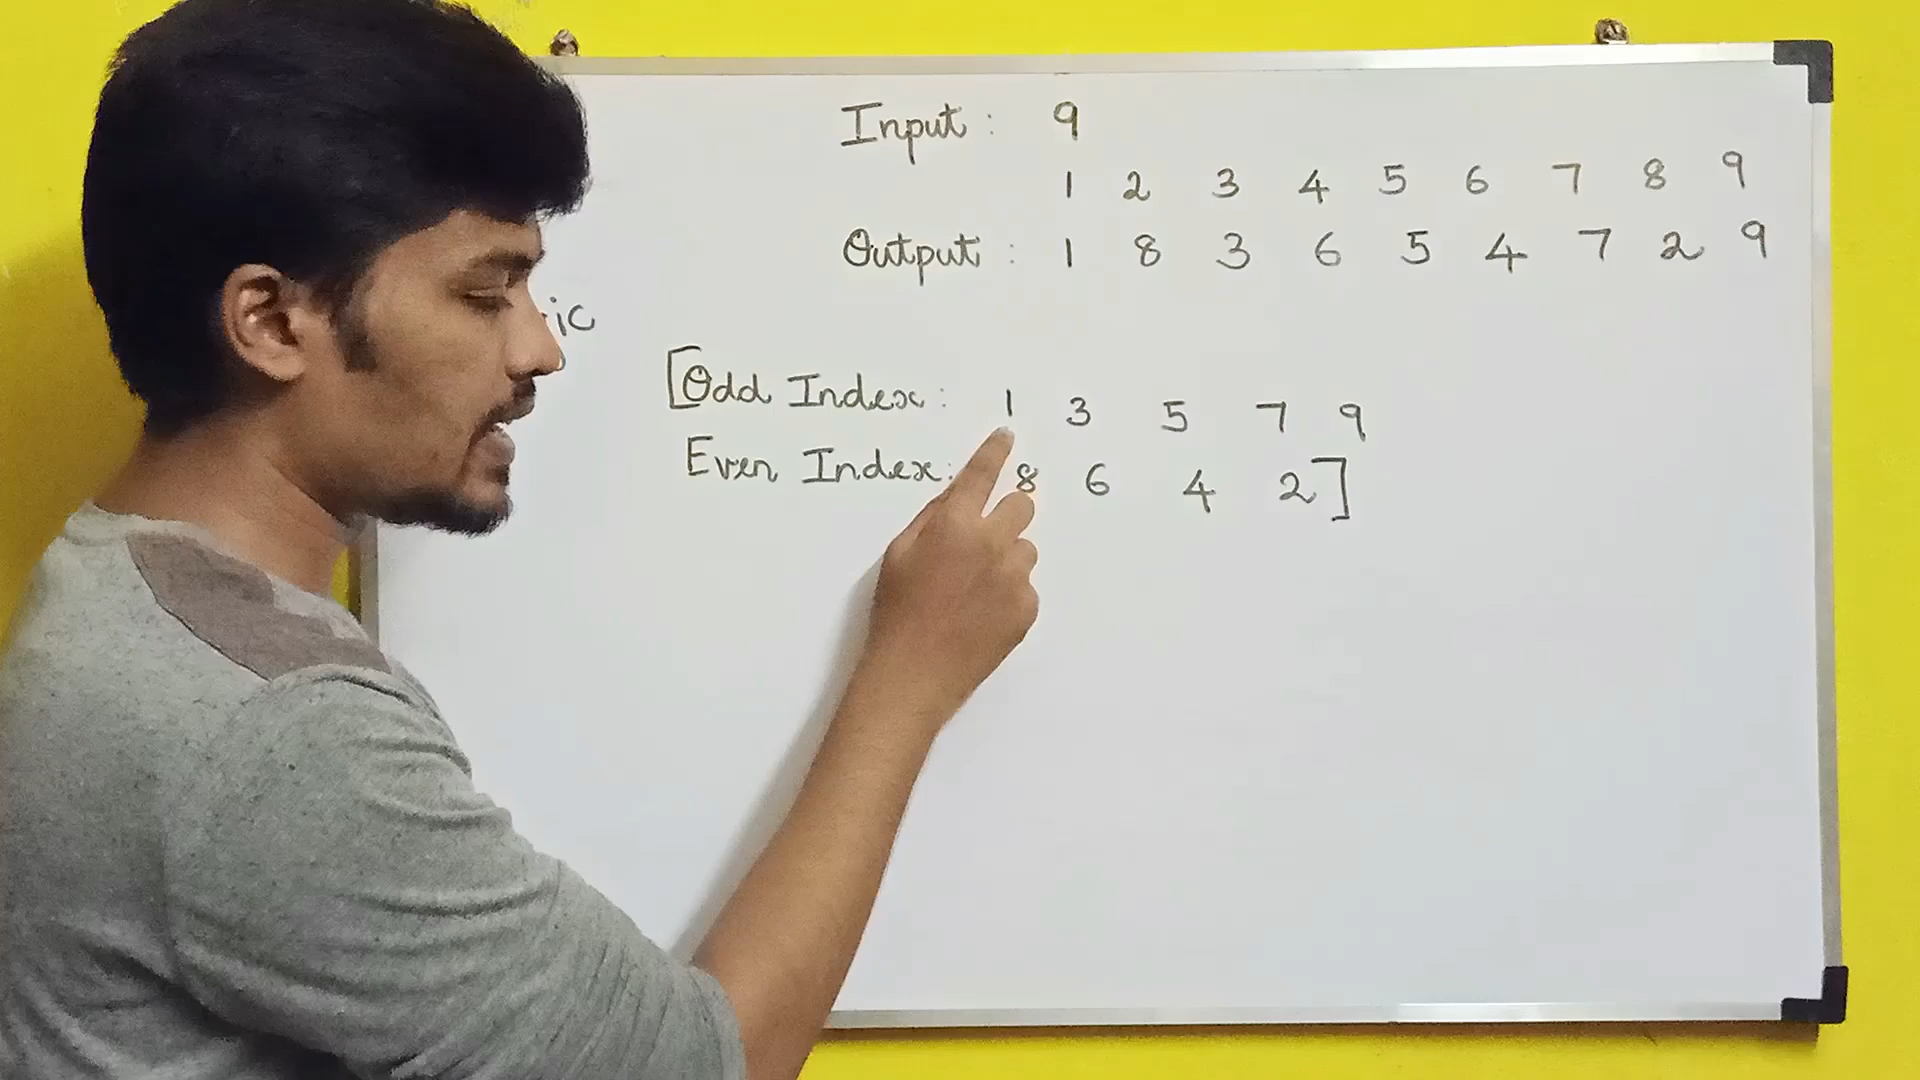 Input : 9
1 2 3 4 5 6 7 8 9
Output : 1 8 3 6 5 4 7 2 9
[Odd Index : 1 3 5 7 9
Even Index : 8 6 4 2]